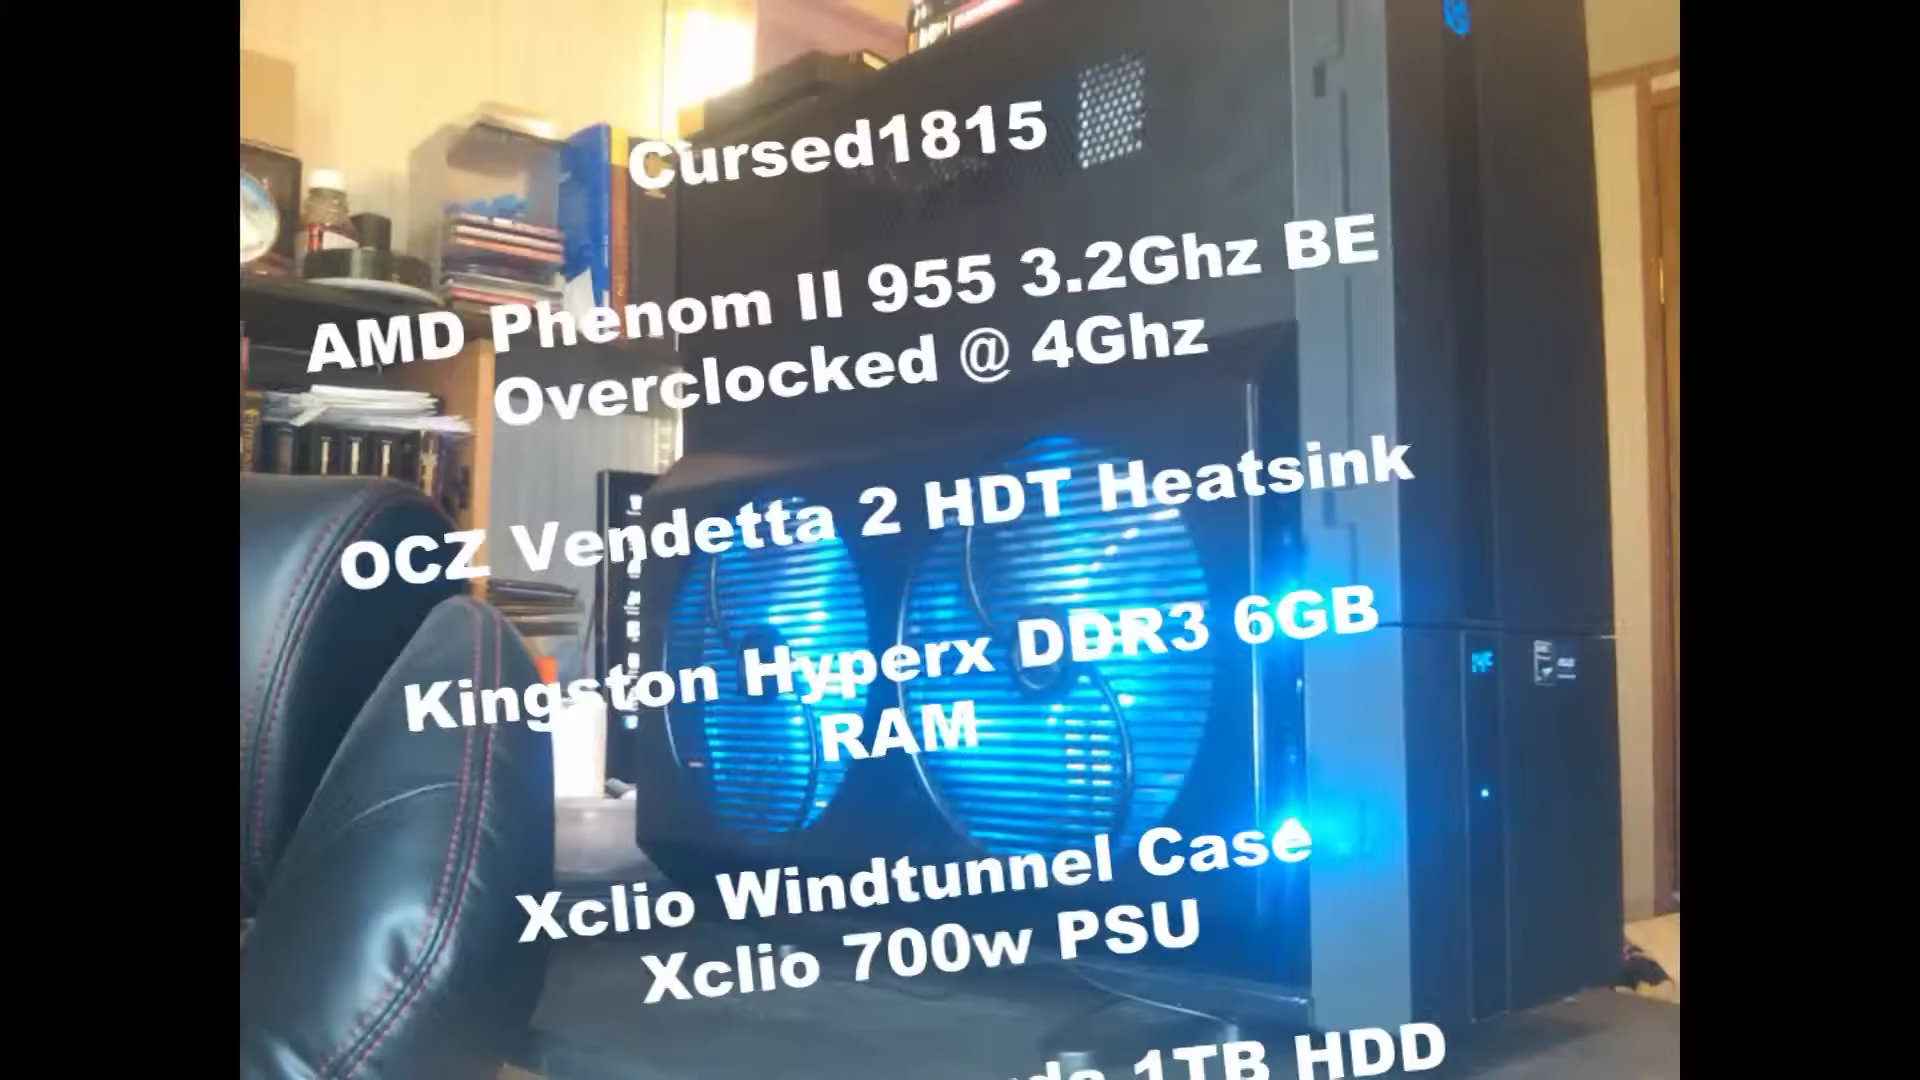 Cursed1815
AMD Phenom II 955 3.2Ghz BE
Overclocked @ 4Ghz
OCZ Vendetta 2 HDT Heatsink
Kingston Hyperx DDR3 6GB
RAM
Xclio Windtunnel Case
Xclio 700w PSU
1TB HDD